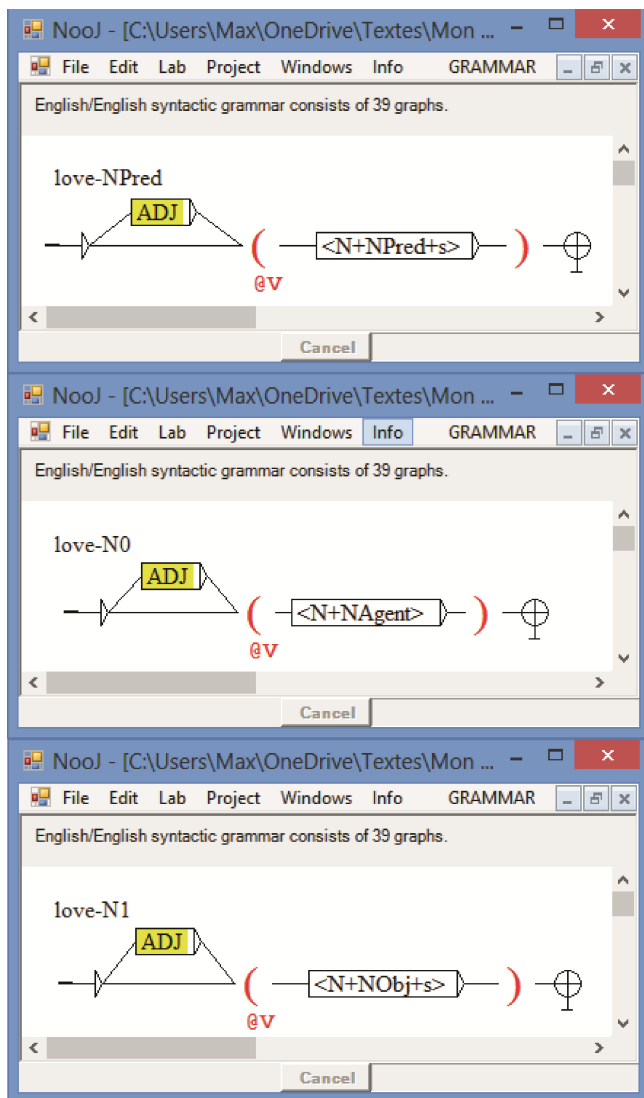 NooJ - [C:\Users\Max\OneDrive\Textes\Mon ...
File Edit Lab Project Windows Info GRAMMAR
English/English syntactic grammar consists of 39 graphs.
love-NPred
ADJ
( <N+NPred+s> )
@V
Cancel
NooJ - [C:\Users\Max\OneDrive\Textes\Mon ...
File Edit Lab Project Windows Info GRAMMAR
English/English syntactic grammar consists of 39 graphs.
love-N0
ADJ
( <N+NAgent> )
@V
Cancel
NooJ - [C:\Users\Max\OneDrive\Textes\Mon ...
File Edit Lab Project Windows Info GRAMMAR
English/English syntactic grammar consists of 39 graphs.
love-N1
ADJ
( <N+NObj+s> )
@V
Cancel